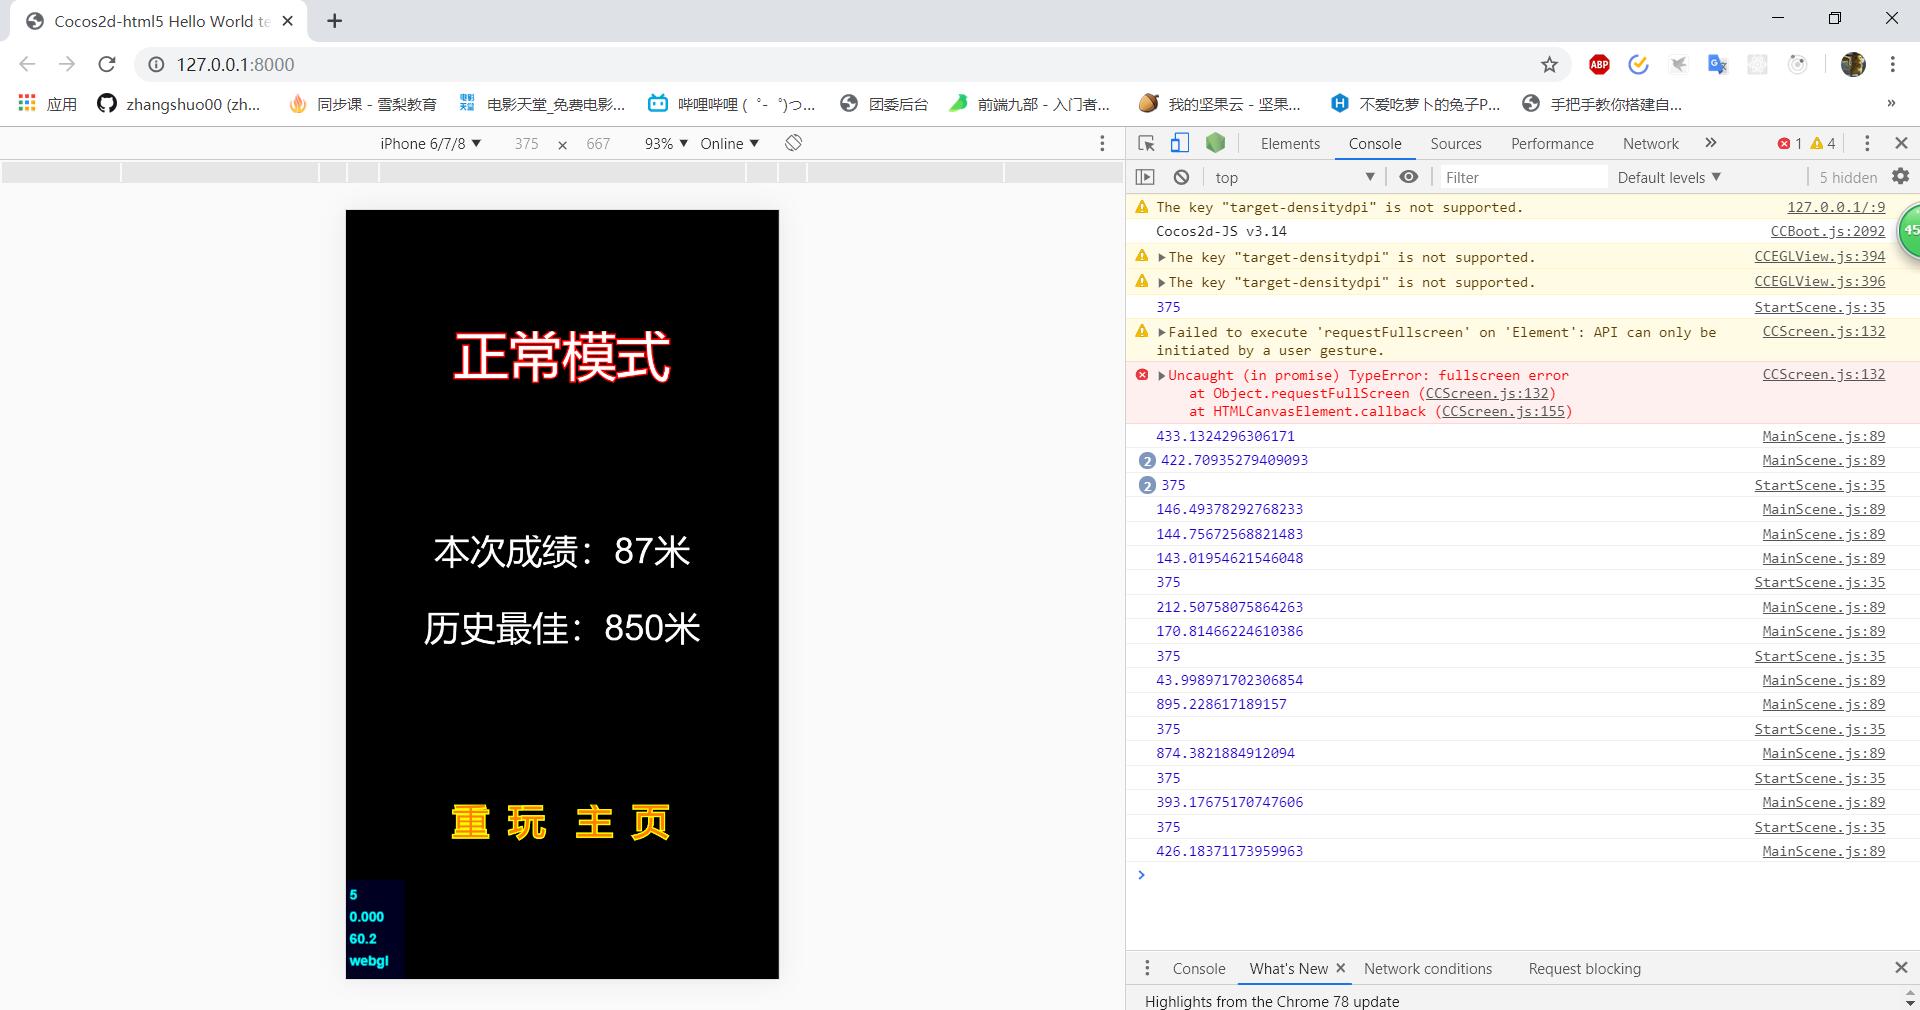 Cocos2d-html5 Hello World te
127.0.0.1:8000
ABP
应用
zhangshuo00 (zh...
同步课 - 雪梨教育
电影天堂_免费电影...
哔哩哔哩 ( ゜- ゜)つ...
团委后台
前端九部 - 入门者...
我的坚果云 - 坚果...
不爱吃萝卜的兔子P...
手把手教你搭建自...
»
iPhone 6/7/8 ▼ 375 × 667 93% ▼ Online ▼
正常模式
本次成绩：87米
历史最佳：850米
重 玩 主 页
5
0.000
60.2
webgl
Elements Console Sources Performance Network » 1 4
top ▼ Filter Default levels ▼ 5 hidden
The key "target-densitydpi" is not supported. 127.0.0.1/:9
Cocos2d-JS v3.14 CCBoot.js:2092
45
The key "target-densitydpi" is not supported. CCEGLView.js:394
The key "target-densitydpi" is not supported. CCEGLView.js:396
375 StartScene.js:35
Failed to execute 'requestFullscreen' on 'Element': API can only be CCScreen.js:132
initiated by a user gesture.
Uncaught (in promise) TypeError: fullscreen error CCScreen.js:132
at Object.requestFullScreen (CCScreen.js:132)
at HTMLCanvasElement.callback (CCScreen.js:155)
433.1324296306171 MainScene.js:89
2 422.70935279409093 MainScene.js:89
2 375 StartScene.js:35
146.49378292768233 MainScene.js:89
144.75672568821483 MainScene.js:89
143.01954621546048 MainScene.js:89
375 StartScene.js:35
212.50758075864263 MainScene.js:89
170.81466224610386 MainScene.js:89
375 StartScene.js:35
43.998971702306854 MainScene.js:89
895.228617189157 MainScene.js:89
375 StartScene.js:35
874.3821884912094 MainScene.js:89
375 StartScene.js:35
393.17675170747606 MainScene.js:89
375 StartScene.js:35
426.18371173959963 MainScene.js:89
Console What's New × Network conditions Request blocking
Highlights from the Chrome 78 update